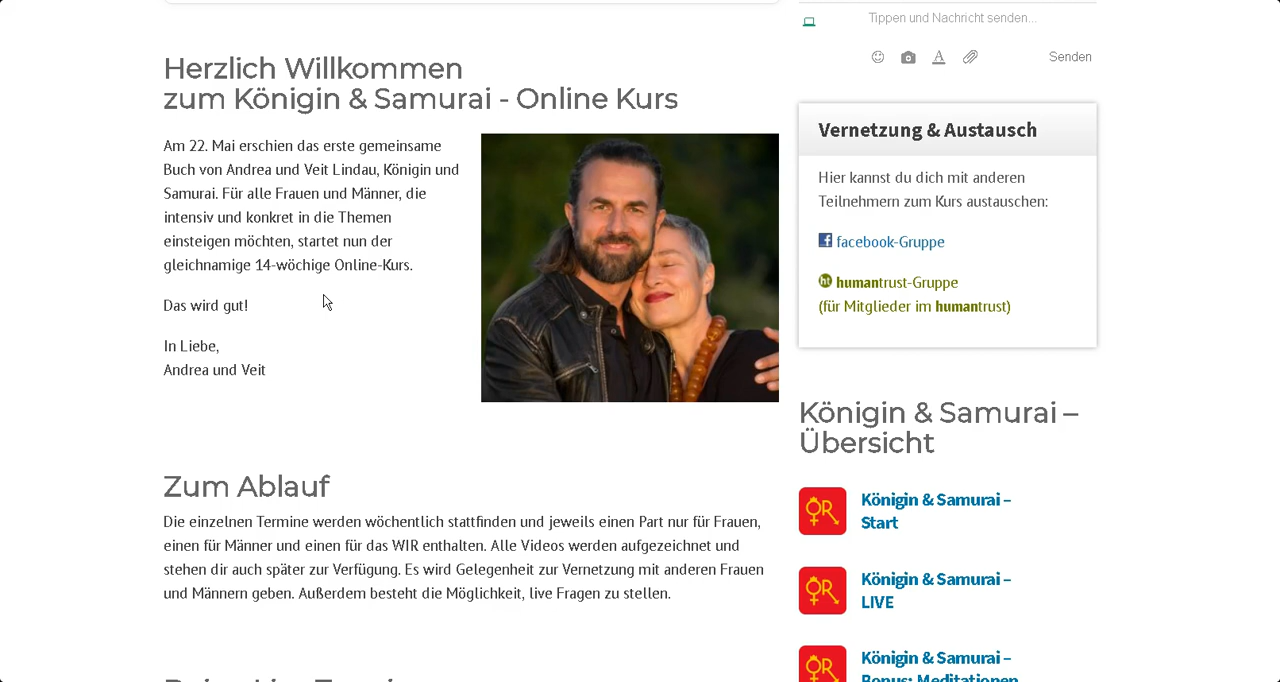 Herzlich Willkommen
zum Königin & Samurai - Online Kurs
Am 22. Mai erschien das erste gemeinsame
Buch von Andrea und Veit Lindau, Königin und
Samurai. Für alle Frauen und Männer, die
intensiv und konkret in die Themen
einsteigen möchten, startet nun der
gleichnamige 14-wöchige Online-Kurs.
Das wird gut!
In Liebe,
Andrea und Veit
Zum Ablauf
Die einzelnen Termine werden wöchentlich stattfinden und jeweils einen Part nur für Frauen,
einen für Männer und einen für das WIR enthalten. Alle Videos werden aufgezeichnet und
stehen dir auch später zur Verfügung. Es wird Gelegenheit zur Vernetzung mit anderen Frauen
und Männern geben. Außerdem besteht die Möglichkeit, live Fragen zu stellen.
Tippen und Nachricht senden...
Senden
Vernetzung & Austausch
Hier kannst du dich mit anderen
Teilnehmern zum Kurs austauschen:
facebook-Gruppe
ht humantrust-Gruppe
(für Mitglieder im humantrust)
Königin & Samurai –
Übersicht
Königin & Samurai –
Start
Königin & Samurai –
LIVE
Königin & Samurai –
Bonus: Meditationen